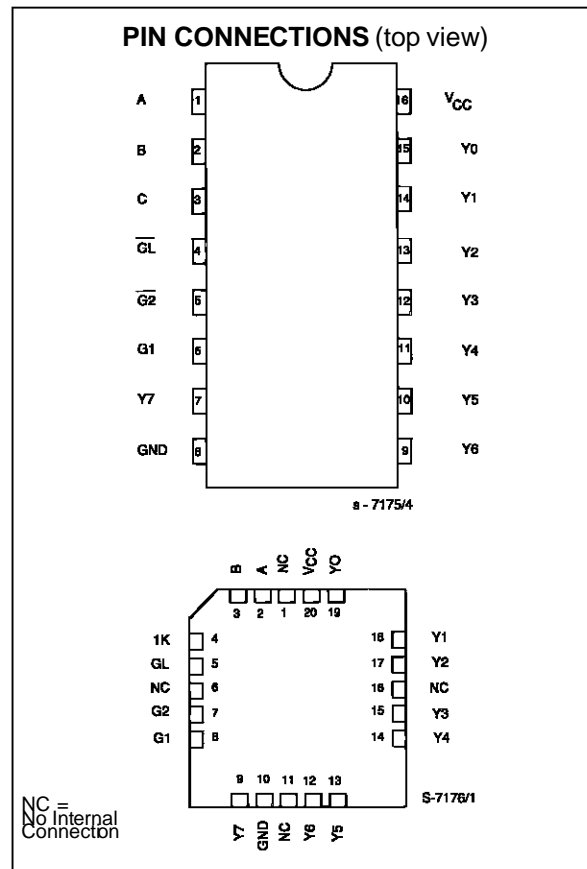 PIN CONNECTIONS (top view)
A 1 16 VCC
B 2 15 Y0
C 3 14 Y1
GL 4 13 Y2
G2 5 12 Y3
G1 6 11 Y4
Y7 7 10 Y5
GND 8 9 Y6
s - 7175/4
B A NC VCC YO
3 2 1 20 19
1K 4 18 Y1
GL 5 17 Y2
NC 6 16 NC
G2 7 15 Y3
G1 8 14 Y4
9 10 11 12 13
S-7176/1
Y7 GND NC Y6 Y5
NC =
No Internal
Connection